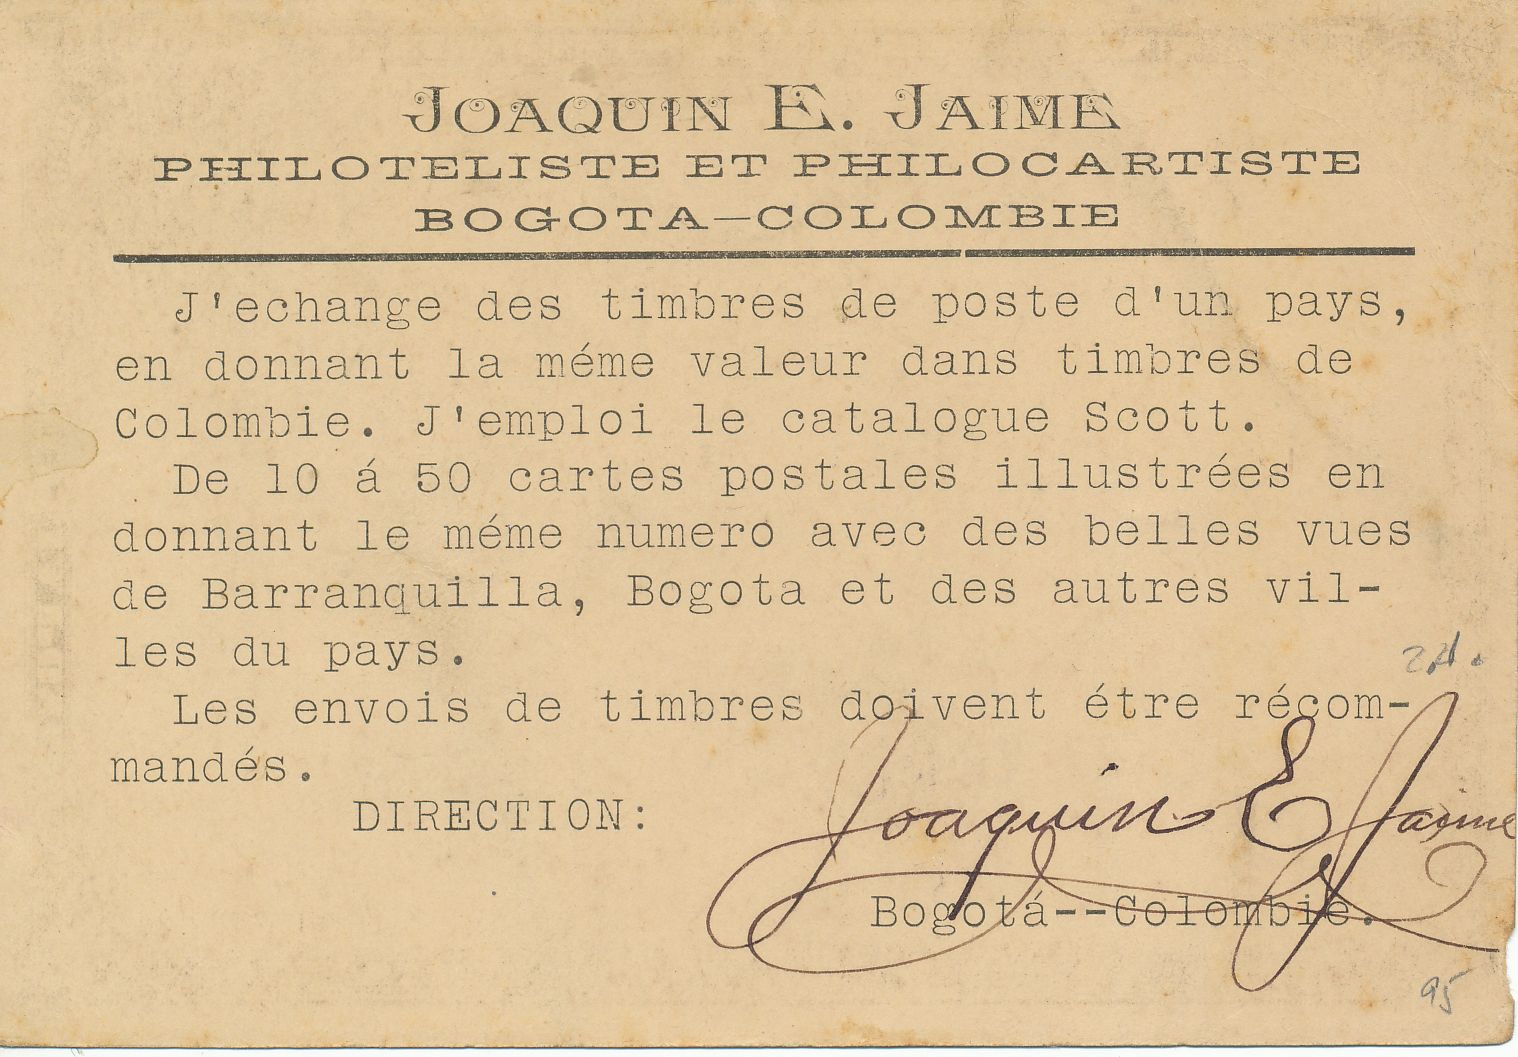 JOAQUIN E. JAIME
PHILOTELISTE ET PHILOCARTISTE
BOGOTA—COLOMBIE
J'echange des timbres de poste d'un pays,
en donnant la méme valeur dans timbres de
Colombie. J'emploi le catalogue Scott.
De 10 á 50 cartes postales illustrées en
donnant le méme numero avec des belles vues
de Barranquilla, Bogota et des autres vil-
les du pays.
Les envois de timbres doivent étre récom-
mandés.
DIRECTION:
Joaquin E Jaime
Bogotá--Colombie.
95